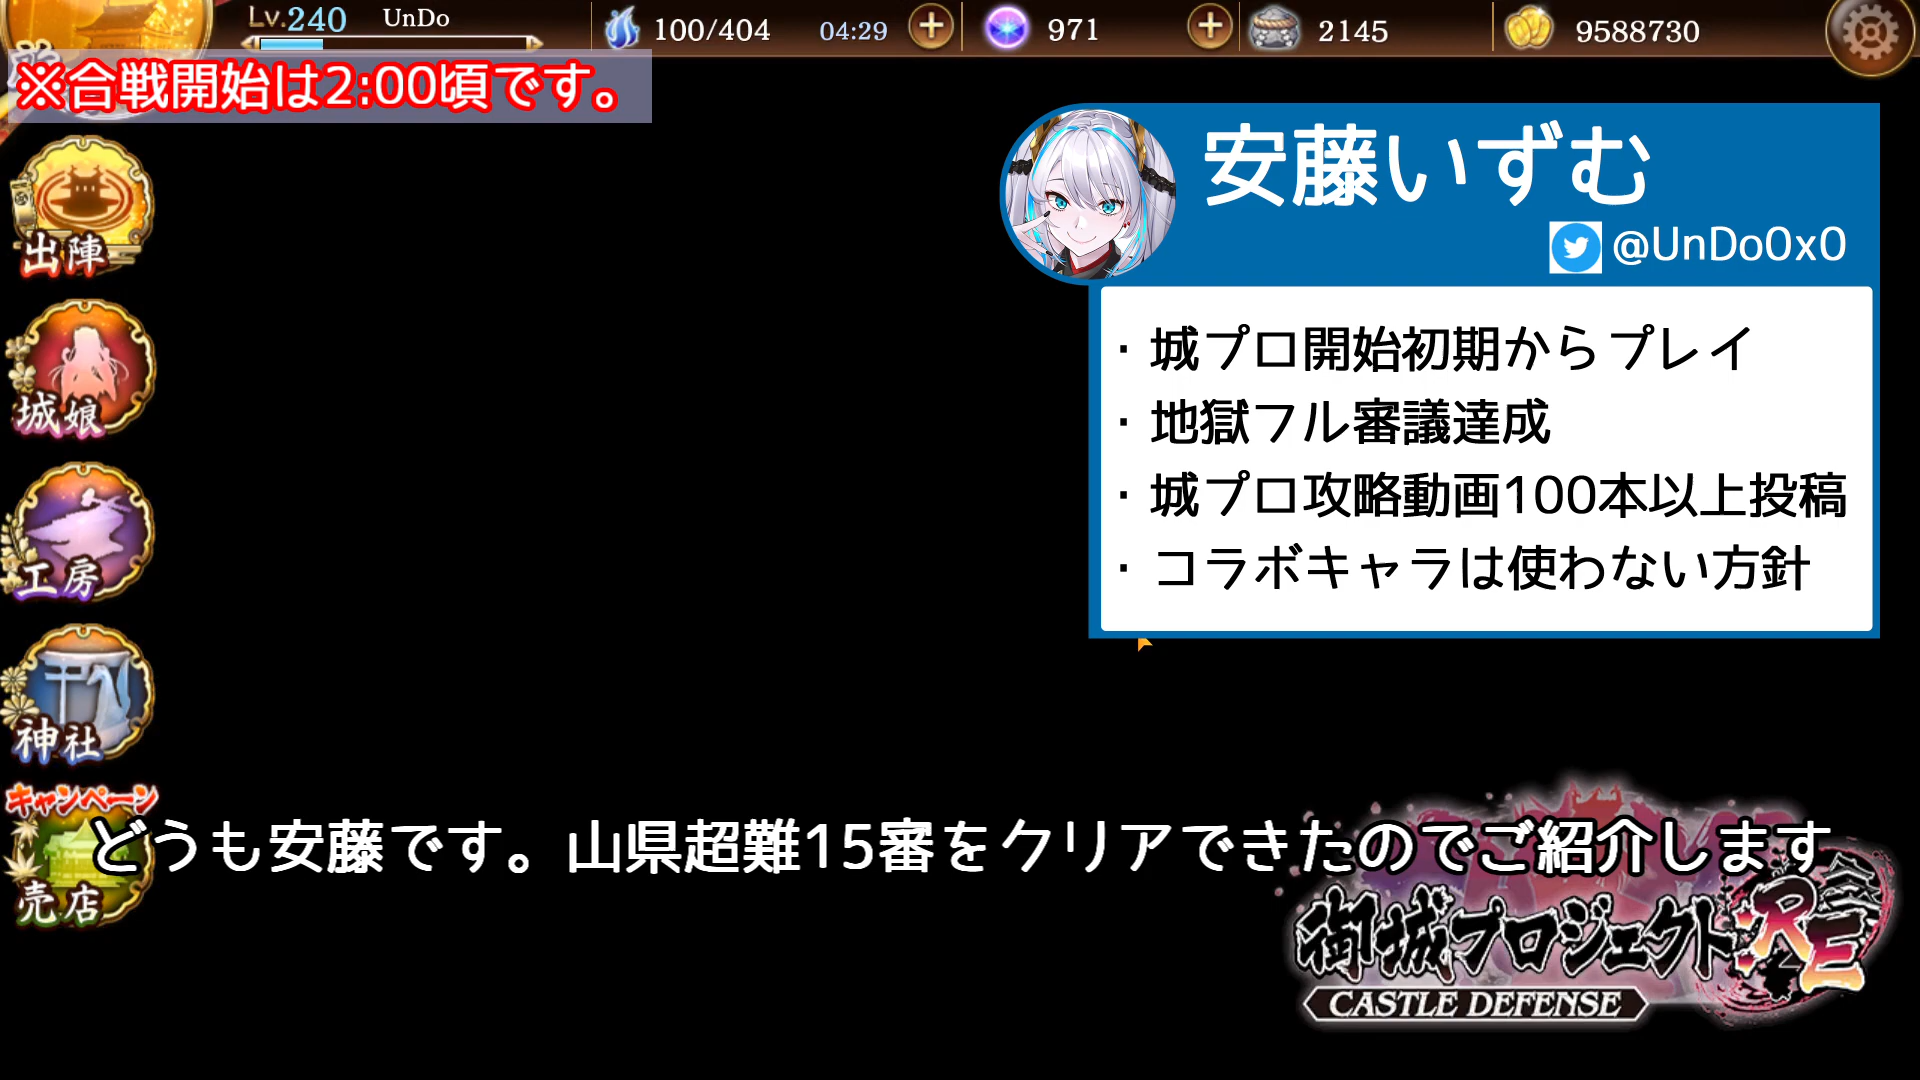 Lv.240 UnDo
100/404 04:29
971
2145
9588730
※合戦開始は2:00頃です。
出陣
城娘
工房
神社
キャンペーン
売店
安藤いずむ
@UnDo0x0
・城プロ開始初期からプレイ
・地獄フル審議達成
・城プロ攻略動画100本以上投稿
・コラボキャラは使わない方針
どうも安藤です。山県超難15審をクリアできたのでご紹介します
御城プロジェクト:RE
CASTLE DEFENSE